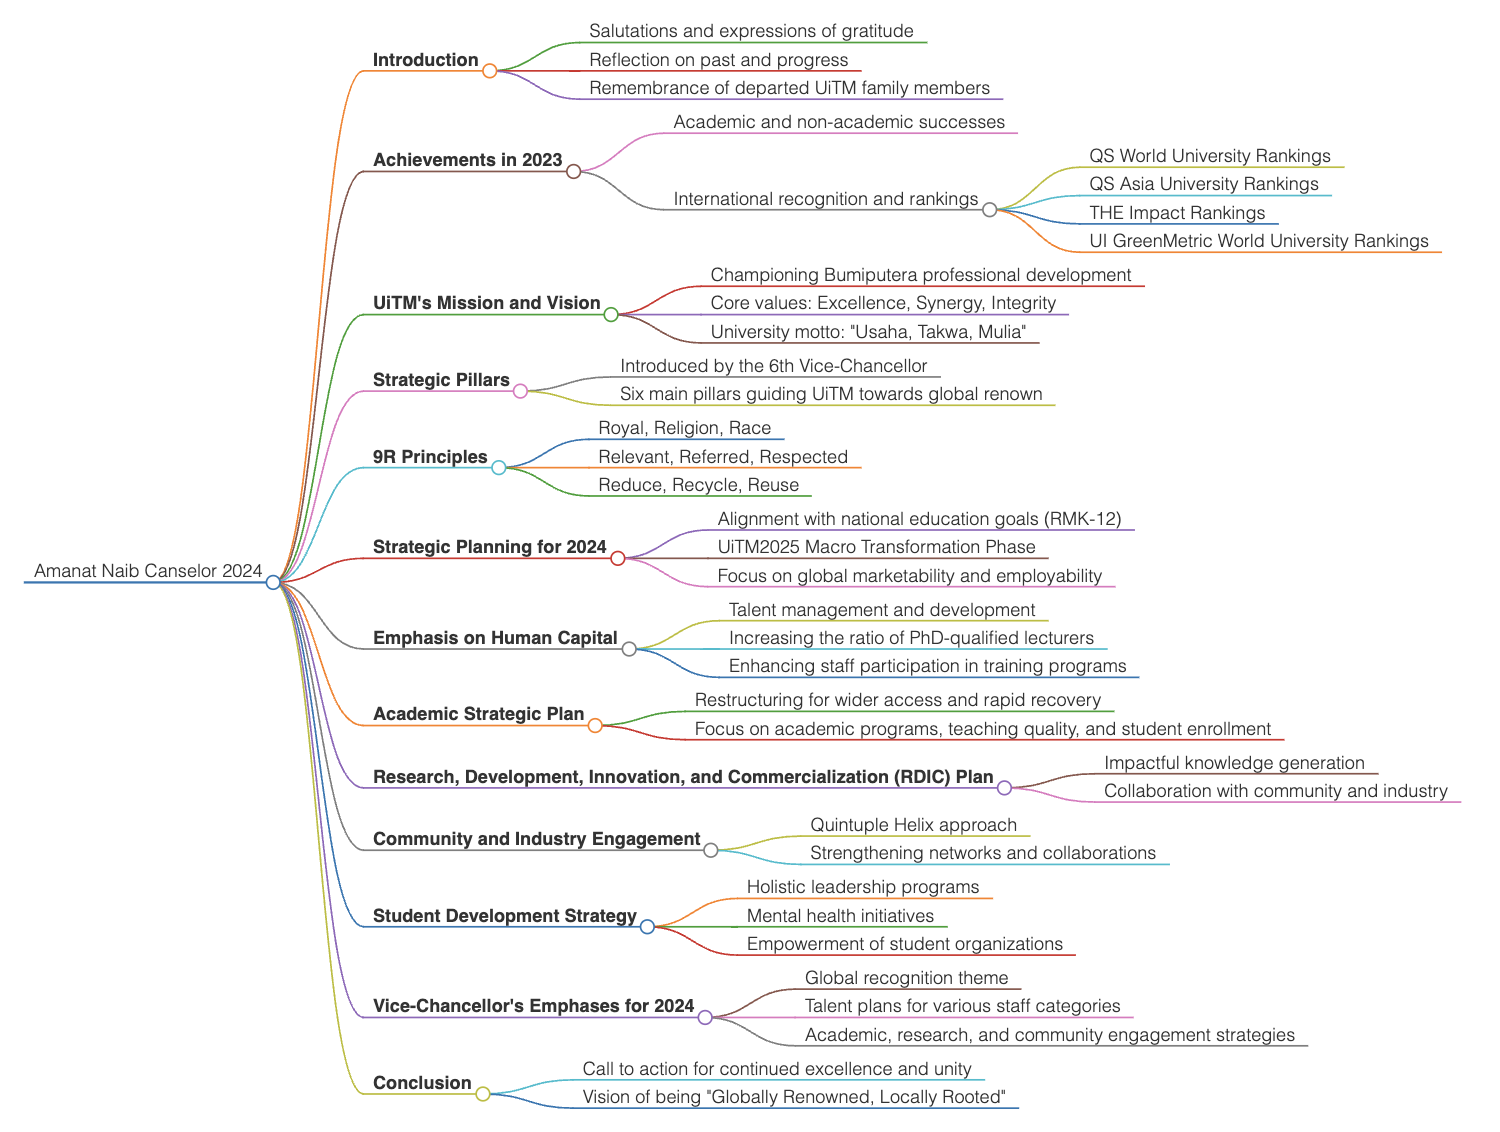 Amanat Naib Canselor 2024
Introduction
Salutations and expressions of gratitude
Reflection on past and progress
Remembrance of departed UiTM family members
Achievements in 2023
Academic and non-academic successes
International recognition and rankings
QS World University Rankings
QS Asia University Rankings
THE Impact Rankings
UI GreenMetric World University Rankings
UiTM's Mission and Vision
Championing Bumiputera professional development
Core values: Excellence, Synergy, Integrity
University motto: "Usaha, Takwa, Mulia"
Strategic Pillars
Introduced by the 6th Vice-Chancellor
Six main pillars guiding UiTM towards global renown
9R Principles
Royal, Religion, Race
Relevant, Referred, Respected
Reduce, Recycle, Reuse
Strategic Planning for 2024
Alignment with national education goals (RMK-12)
UiTM2025 Macro Transformation Phase
Focus on global marketability and employability
Emphasis on Human Capital
Talent management and development
Increasing the ratio of PhD-qualified lecturers
Enhancing staff participation in training programs
Academic Strategic Plan
Restructuring for wider access and rapid recovery
Focus on academic programs, teaching quality, and student enrollment
Research, Development, Innovation, and Commercialization (RDIC) Plan
Impactful knowledge generation
Collaboration with community and industry
Community and Industry Engagement
Quintuple Helix approach
Strengthening networks and collaborations
Student Development Strategy
Holistic leadership programs
Mental health initiatives
Empowerment of student organizations
Vice-Chancellor's Emphases for 2024
Global recognition theme
Talent plans for various staff categories
Academic, research, and community engagement strategies
Conclusion
Call to action for continued excellence and unity
Vision of being "Globally Renowned, Locally Rooted"